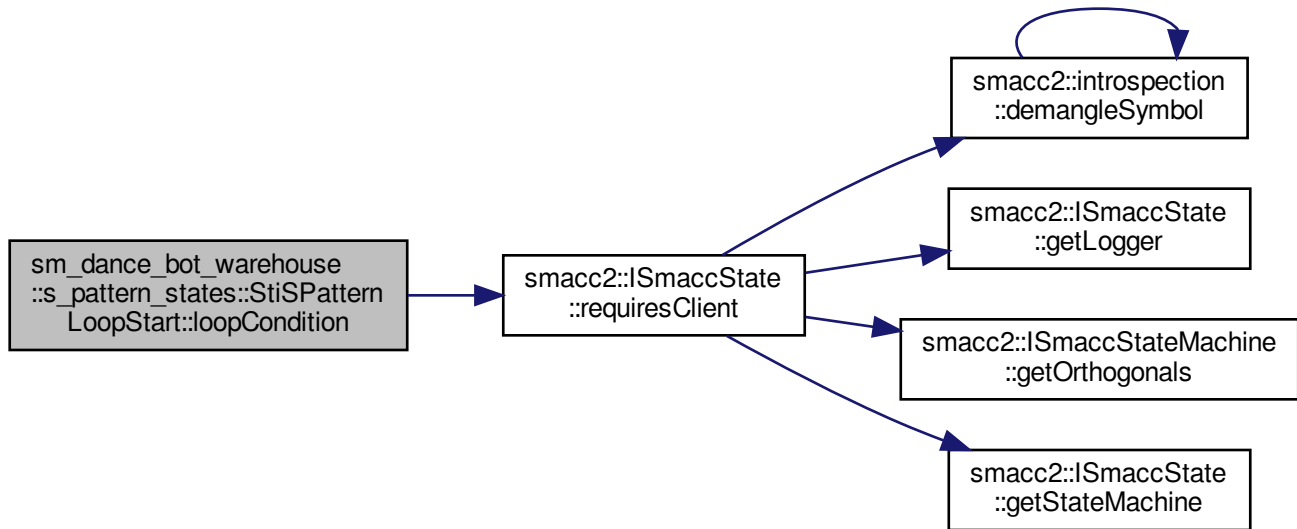 sm_dance_bot_warehouse
::s_pattern_states::StiSPattern
LoopStart::loopCondition
smacc2::ISmaccState
::requiresClient
smacc2::introspection
::demangleSymbol
smacc2::ISmaccState
::getLogger
smacc2::ISmaccStateMachine
::getOrthogonals
smacc2::ISmaccState
::getStateMachine